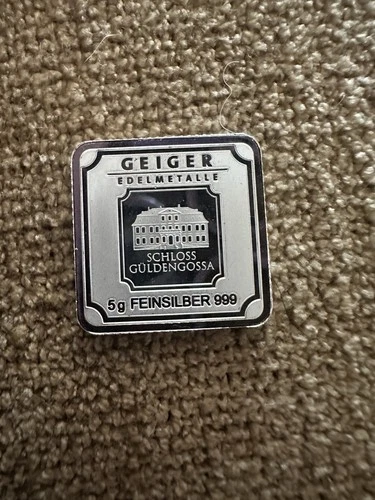 GEIGER
EDELMETALLE
SCHLOSS
GÜLDENGOSSA
5g FEINSILBER 999